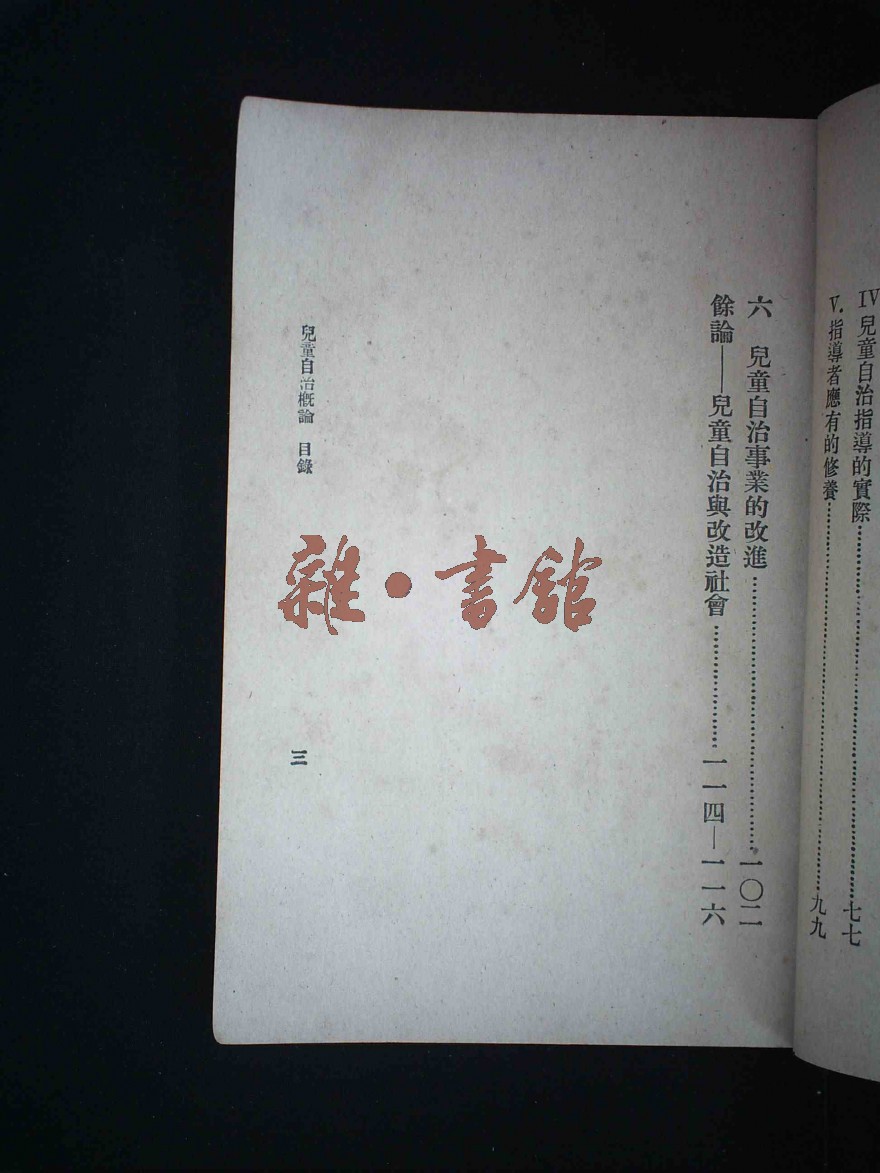 IV 兒童自治指導的實際…………七七
V. 指導者應有的修養…………九九
六　兒童自治事業的改進…………一〇二
餘論——兒童自治與改造社會…………一一四—一一六
兒童自治概論　目錄
三
雜·書館